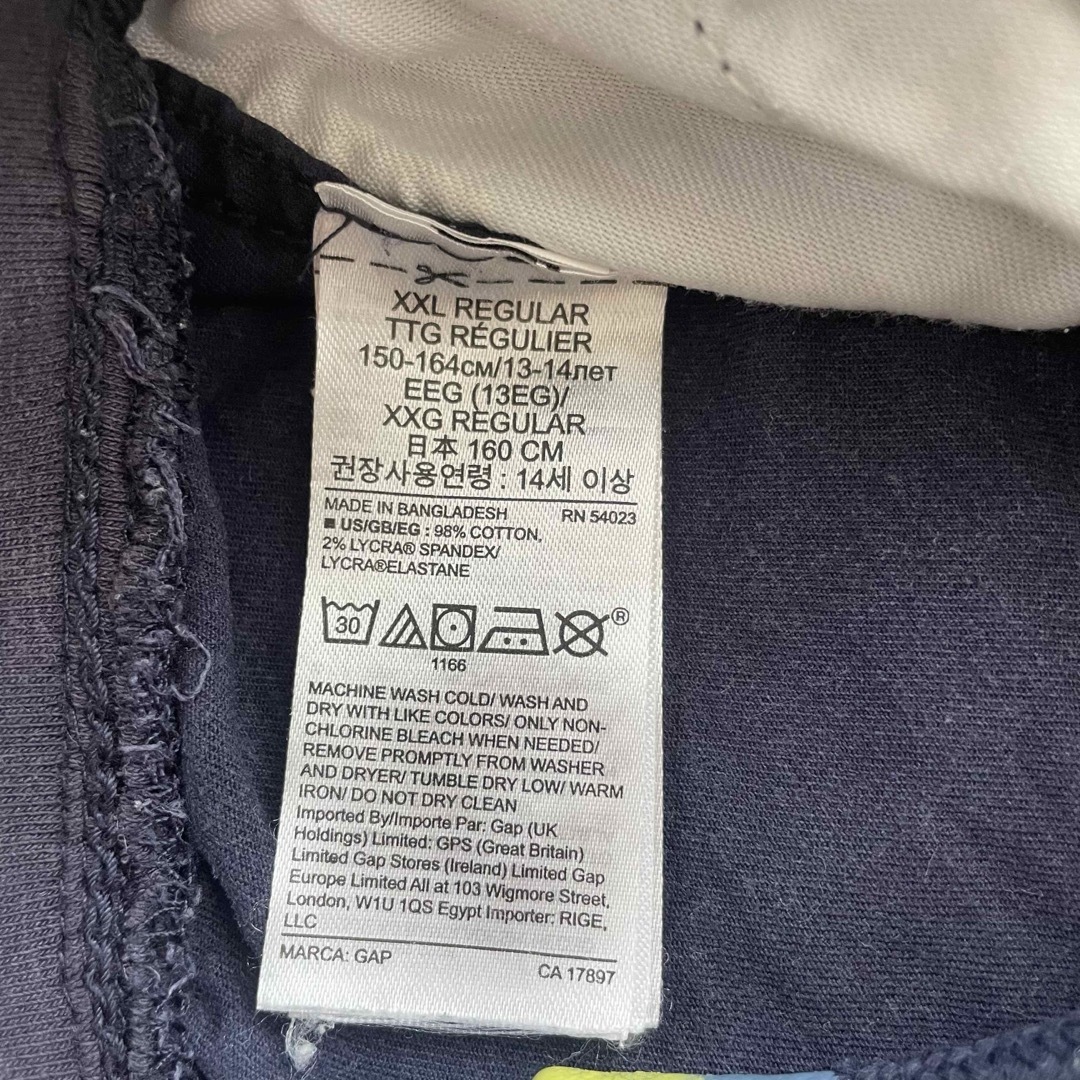 XXL REGULAR
TTG RÉGULIER
150-164см/13-14лет
EEG (13EG)/
XXG REGULAR
日本 160 CM
권장사용연령 : 14세 이상
MADE IN BANGLADESH RN 54023
■ US/GB/EG : 98% COTTON,
2% LYCRA® SPANDEX/
LYCRA®ELASTANE
30 ®
1166
MACHINE WASH COLD/ WASH AND
DRY WITH LIKE COLORS/ ONLY NON-
CHLORINE BLEACH WHEN NEEDED/
REMOVE PROMPTLY FROM WASHER
AND DRYER/ TUMBLE DRY LOW/ WARM
IRON/ DO NOT DRY CLEAN
Imported By/Importe Par: Gap (UK
Holdings) Limited: GPS (Great Britain)
Limited Gap Stores (Ireland) Limited Gap
Europe Limited All at 103 Wigmore Street,
London, W1U 1QS Egypt Importer: RIGE,
LLC
MARCA: GAP CA 17897